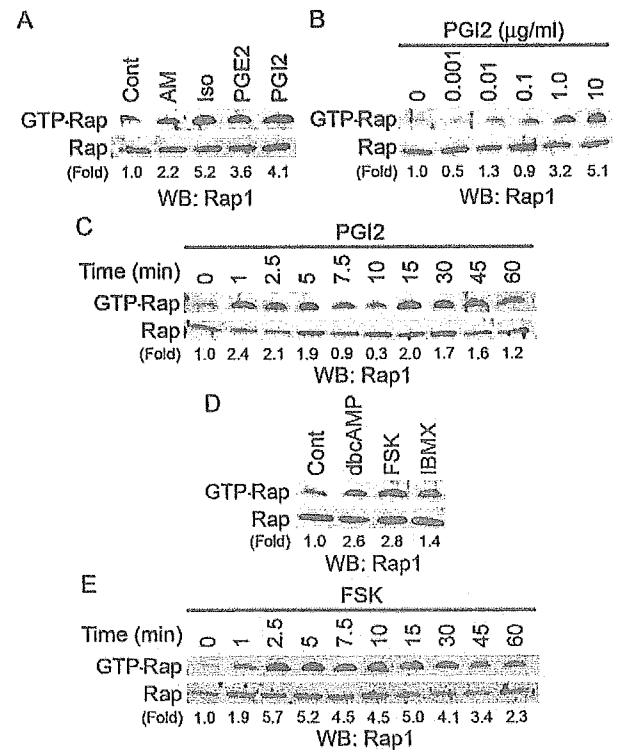 A
Cont AM Iso PGE2 PGI2
GTP-Rap
Rap
(Fold) 1.0 2.2 5.2 3.6 4.1
WB: Rap1
B
PGI2 (μg/ml)
0 0.001 0.01 0.1 1.0 10
GTP-Rap
Rap
(Fold) 1.0 0.5 1.3 0.9 3.2 5.1
WB: Rap1
C
PGI2
Time (min) 0 1 2.5 5 7.5 10 15 30 45 60
GTP-Rap
Rap
(Fold) 1.0 2.4 2.1 1.9 0.9 0.3 2.0 1.7 1.6 1.2
WB: Rap1
D
Cont dbcAMP FSK IBMX
GTP-Rap
Rap
(Fold) 1.0 2.6 2.8 1.4
WB: Rap1
E
FSK
Time (min) 0 1 2.5 5 7.5 10 15 30 45 60
GTP-Rap
Rap
(Fold) 1.0 1.9 5.7 5.2 4.5 4.5 5.0 4.1 3.4 2.3
WB: Rap1